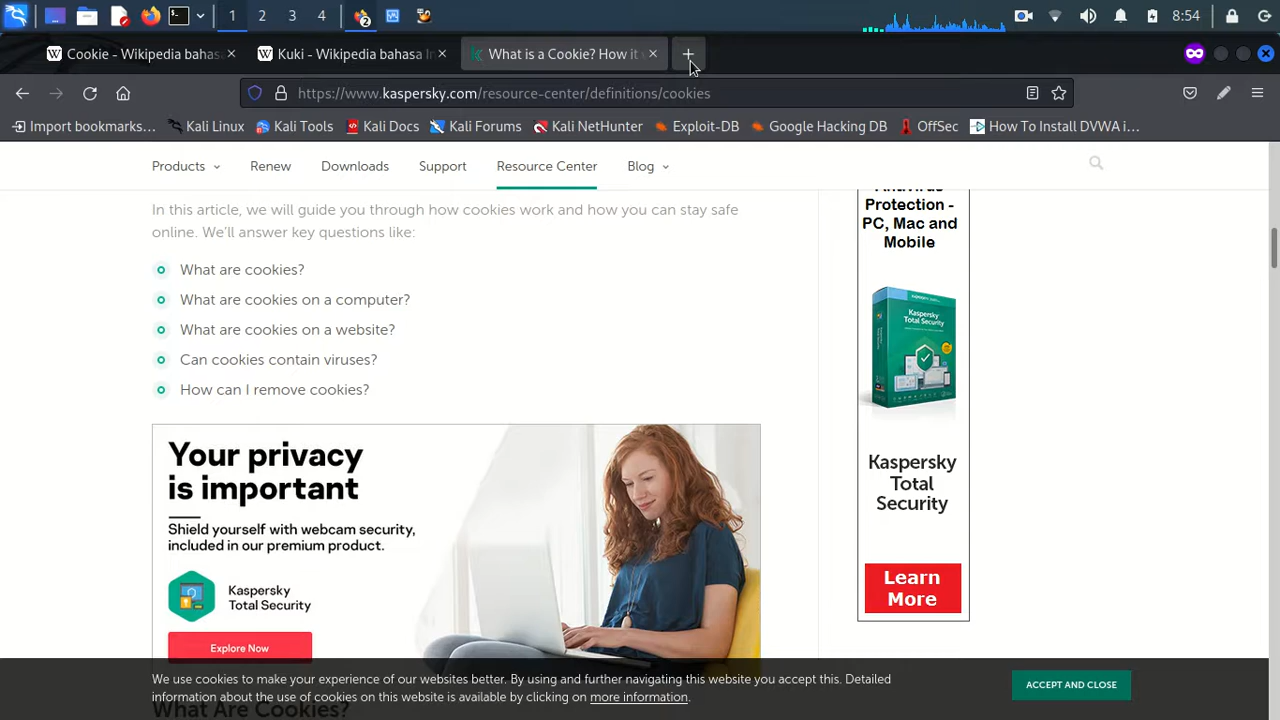 1 2 3 4 2 8:54
Cookie - Wikipedia bahas
Kuki - Wikipedia bahasa In
What is a Cookie? How it
https://www.kaspersky.com/resource-center/definitions/cookies
Import bookmarks... Kali Linux Kali Tools Kali Docs Kali Forums Kali NetHunter Exploit-DB Google Hacking DB OffSec How To Install DVWA i...
Products Renew Downloads Support Resource Center Blog
In this article, we will guide you through how cookies work and how you can stay safe
online. We'll answer key questions like:
What are cookies?
What are cookies on a computer?
What are cookies on a website?
Can cookies contain viruses?
How can I remove cookies?
Your privacy
is important
Shield yourself with webcam security,
included in our premium product.
Kaspersky
Total Security
Explore Now
Antivirus
Protection -
PC, Mac and
Mobile
Kaspersky
Total Security
Kaspersky
Total
Security
Learn
More
We use cookies to make your experience of our websites better. By using and further navigating this website you accept this. Detailed
information about the use of cookies on this website is available by clicking on more information.
ACCEPT AND CLOSE
What Are Cookies?